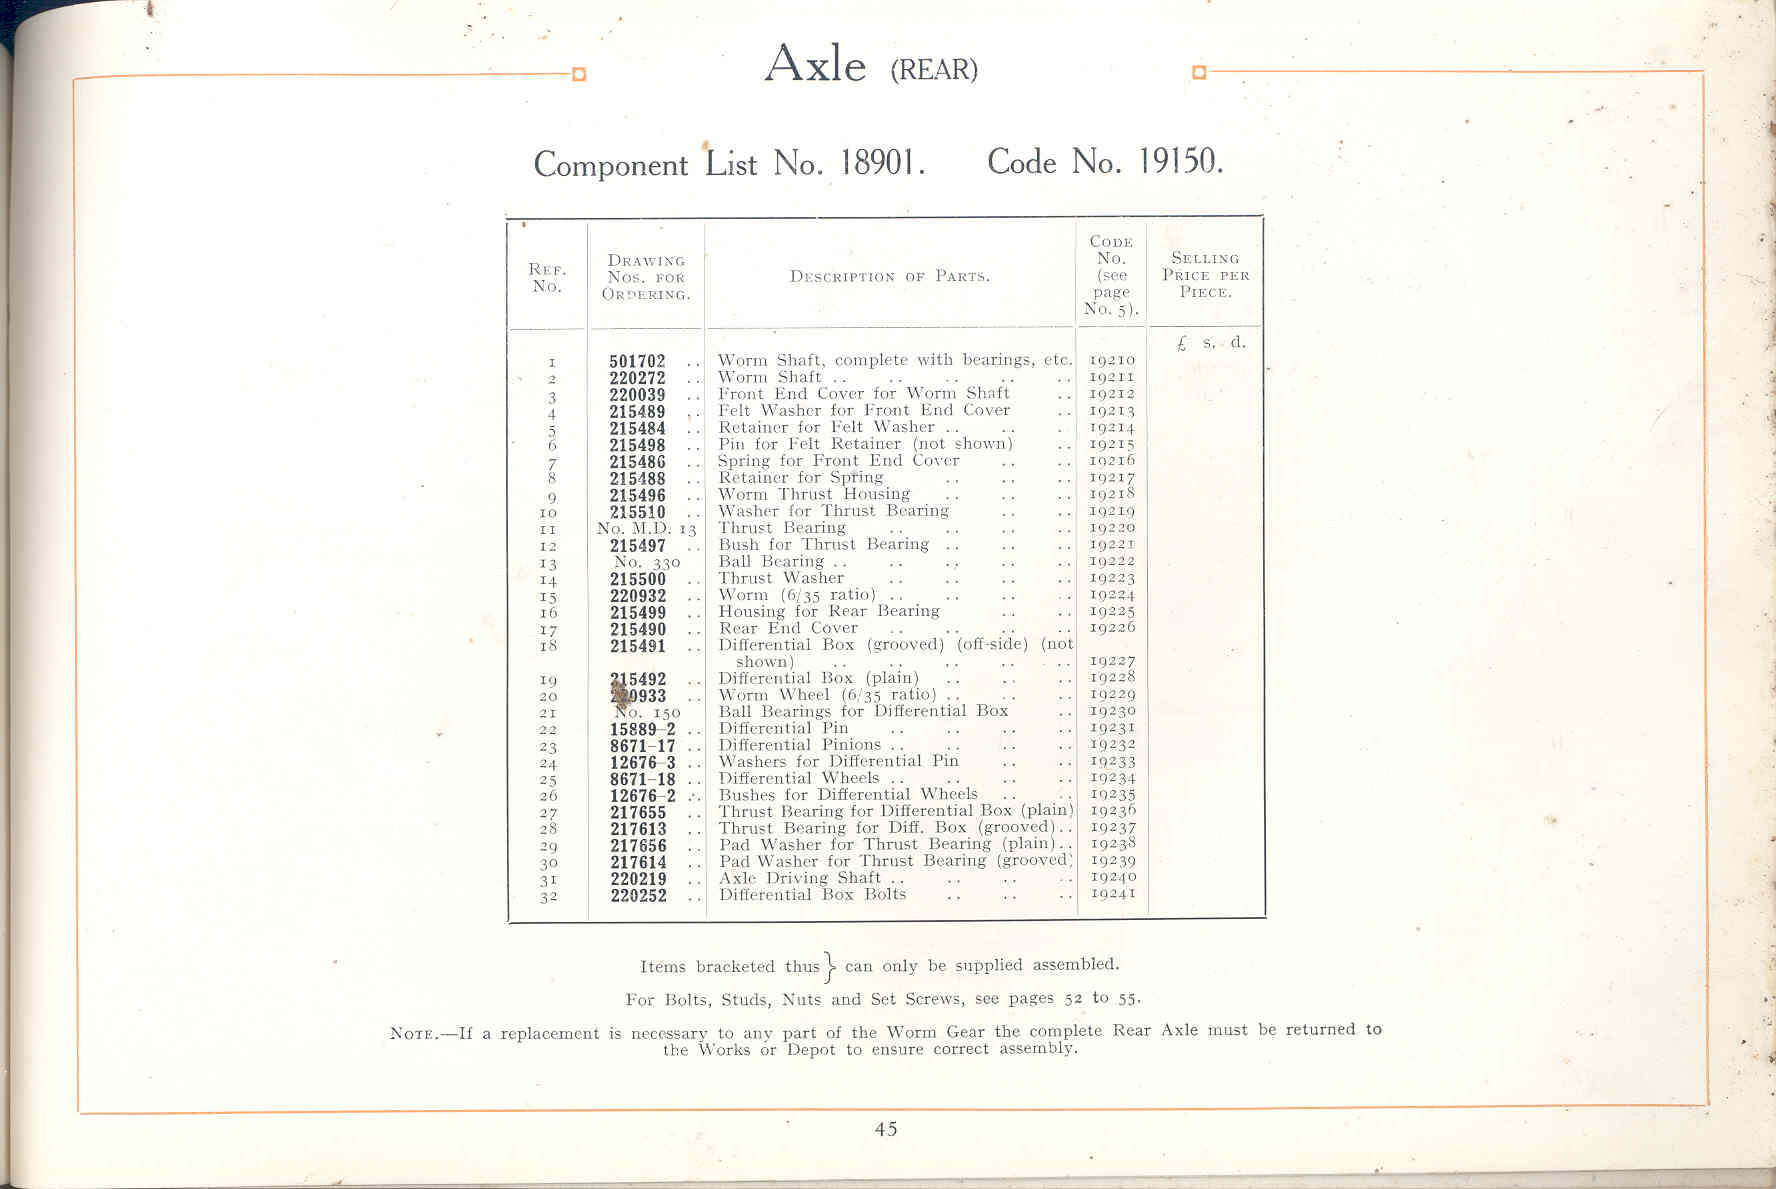 Axle (REAR)
Component List No. 18901. Code No. 19150.
REF. No. DRAWING NOS. FOR ORDERING. DESCRIPTION OF PARTS. CODE No. (see page No. 5). SELLING PRICE PER PIECE.
£ s. d.
1 501702 .. Worm Shaft, complete with bearings, etc. 19210
2 220272 .. Worm Shaft .. .. .. .. .. 19211
3 220039 .. Front End Cover for Worm Shaft .. 19212
4 215489 .. Felt Washer for Front End Cover .. 19213
5 215484 .. Retainer for Felt Washer .. .. .. 19214
6 215498 .. Pin for Felt Retainer (not shown) .. 19215
7 215486 .. Spring for Front End Cover .. .. 19216
8 215488 .. Retainer for Spring .. .. .. 19217
9 215496 .. Worm Thrust Housing .. .. .. 19218
10 215510 .. Washer for Thrust Bearing .. .. 19219
11 No. M.D. 13 Thrust Bearing .. .. .. .. 19220
12 215497 .. Bush for Thrust Bearing .. .. .. 19221
13 No. 330 Ball Bearing .. .. .. .. .. 19222
14 215500 .. Thrust Washer .. .. .. .. 19223
15 220932 .. Worm (6/35 ratio) .. .. .. .. 19224
16 215499 .. Housing for Rear Bearing .. .. 19225
17 215490 .. Rear End Cover .. .. .. .. 19226
18 215491 .. Differential Box (grooved) (off-side) (not
shown) .. .. .. .. .. 19227
19 215492 .. Differential Box (plain) .. .. .. 19228
20 220933 .. Worm Wheel (6/35 ratio) .. .. .. 19229
21 No. 150 Ball Bearings for Differential Box .. 19230
22 15889-2 .. Differential Pin .. .. .. .. 19231
23 8671-17 .. Differential Pinions .. .. .. .. 19232
24 12676-3 .. Washers for Differential Pin .. .. 19233
25 8671-18 .. Differential Wheels .. .. .. .. 19234
26 12676-2 .. Bushes for Differential Wheels .. .. 19235
27 217655 .. Thrust Bearing for Differential Box (plain) 19236
28 217613 .. Thrust Bearing for Diff. Box (grooved) .. 19237
29 217656 .. Pad Washer for Thrust Bearing (plain) .. 19238
30 217614 .. Pad Washer for Thrust Bearing (grooved) 19239
31 220219 .. Axle Driving Shaft .. .. .. .. 19240
32 220252 .. Differential Box Bolts .. .. .. 19241
Items bracketed thus } can only be supplied assembled.
For Bolts, Studs, Nuts and Set Screws, see pages 52 to 55.
NOTE.—If a replacement is necessary to any part of the Worm Gear the complete Rear Axle must be returned to
the Works or Depot to ensure correct assembly.
45